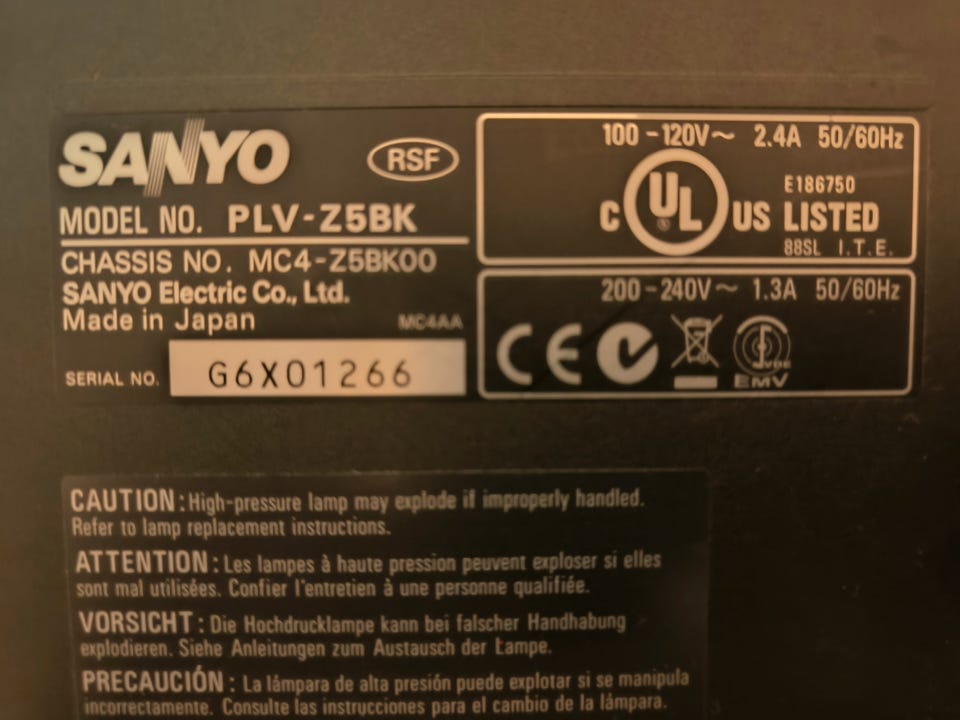 SANYO
RSF
MODEL NO. PLV-Z5BK
CHASSIS NO. MC4-Z5BK00
SANYO Electric Co., Ltd.
Made in Japan MC4AA
SERIAL NO. G6X01266
100-120V~ 2.4A 50/60Hz
E186750
C UL US LISTED
88SL I.T.E.
200-240V~ 1.3A 50/60Hz
CE
EMV
CAUTION: High-pressure lamp may explode if improperly handled.
Refer to lamp replacement instructions.
ATTENTION: Les lampes à haute pression peuvent exploser si elles
sont mal utilisées. Confier l'entretien à une personne qualifiée.
VORSICHT: Die Hochdrucklampe kann bei falscher Handhabung
explodieren. Siehe Anleitungen zum Austausch der Lampe.
PRECAUCIÓN: La lámpara de alta presión puede explotar si se manipula
incorrectamente. Consulte las instrucciones para el cambio de la lámpara.